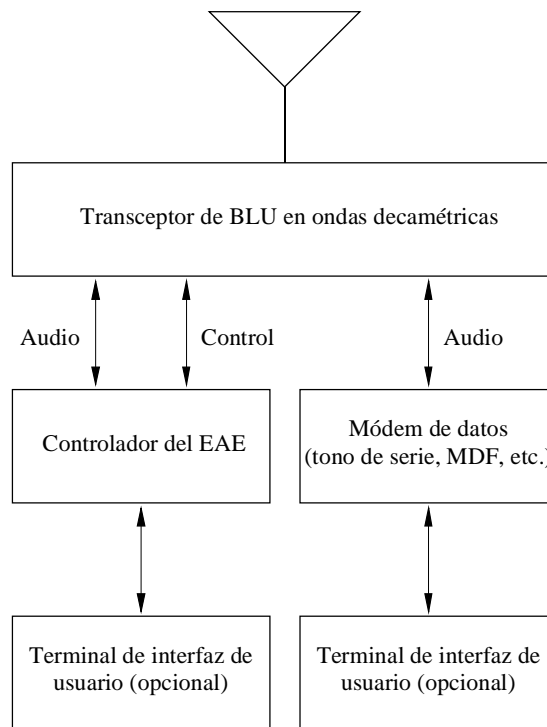 Transceptor de BLU en ondas decamétricas
Audio
Control
Audio
Controlador del EAE
Módem de datos
(tono de serie, MDF, etc.)
Terminal de interfaz de
usuario (opcional)
Terminal de interfaz de
usuario (opcional)